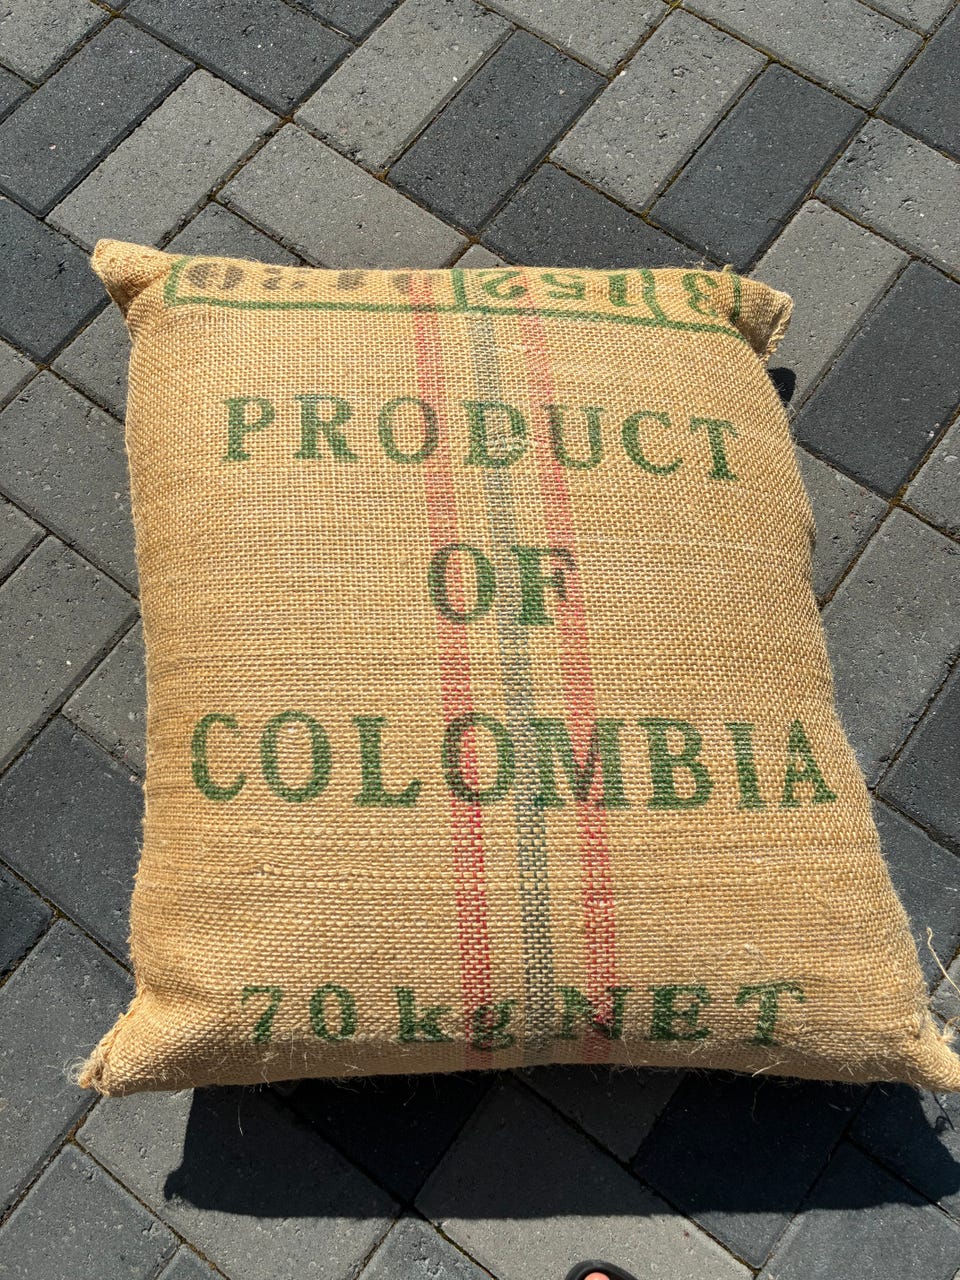 PRODUCT
OF
COLOMBIA
70 kg NET